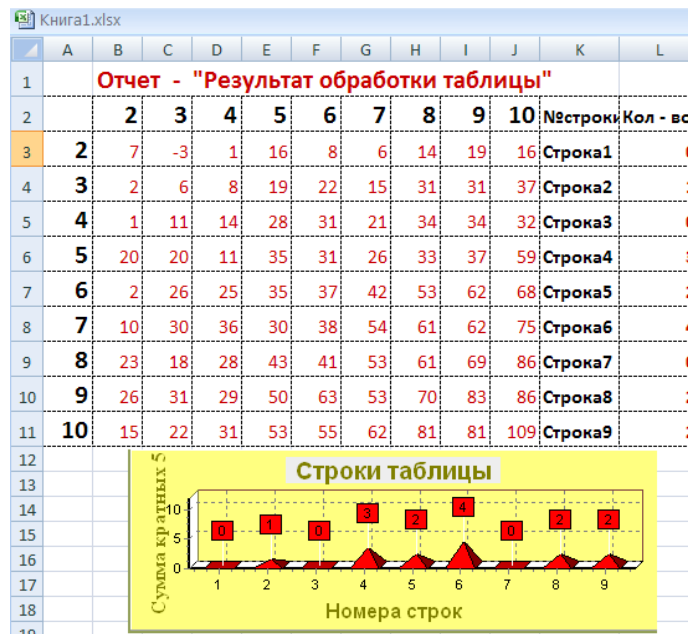 Книга1.xlsx
A B C D E F G H I J K L
1 Отчет - "Результат обработки таблицы"
2 2 3 4 5 6 7 8 9 10 №строки Кол - во
3 2 7 -3 1 16 8 6 14 19 16 Строка1
4 3 2 6 8 19 22 15 31 31 37 Строка2
5 4 1 11 14 28 31 21 34 34 32 Строка3
6 5 20 20 11 35 31 26 33 37 59 Строка4
7 6 2 26 25 35 37 42 53 62 68 Строка5
8 7 10 30 36 30 38 54 61 62 75 Строка6
9 8 23 18 28 43 41 53 61 69 86 Строка7
10 9 26 31 29 50 63 53 70 83 86 Строка8
11 10 15 22 31 53 55 62 81 81 109 Строка9
12
13
14
15
16
17
18
Строки таблицы
Сумма кратных 5
10
5
0
0 1 0 3 2 4 0 2 2
1 2 3 4 5 6 7 8 9
Номера строк